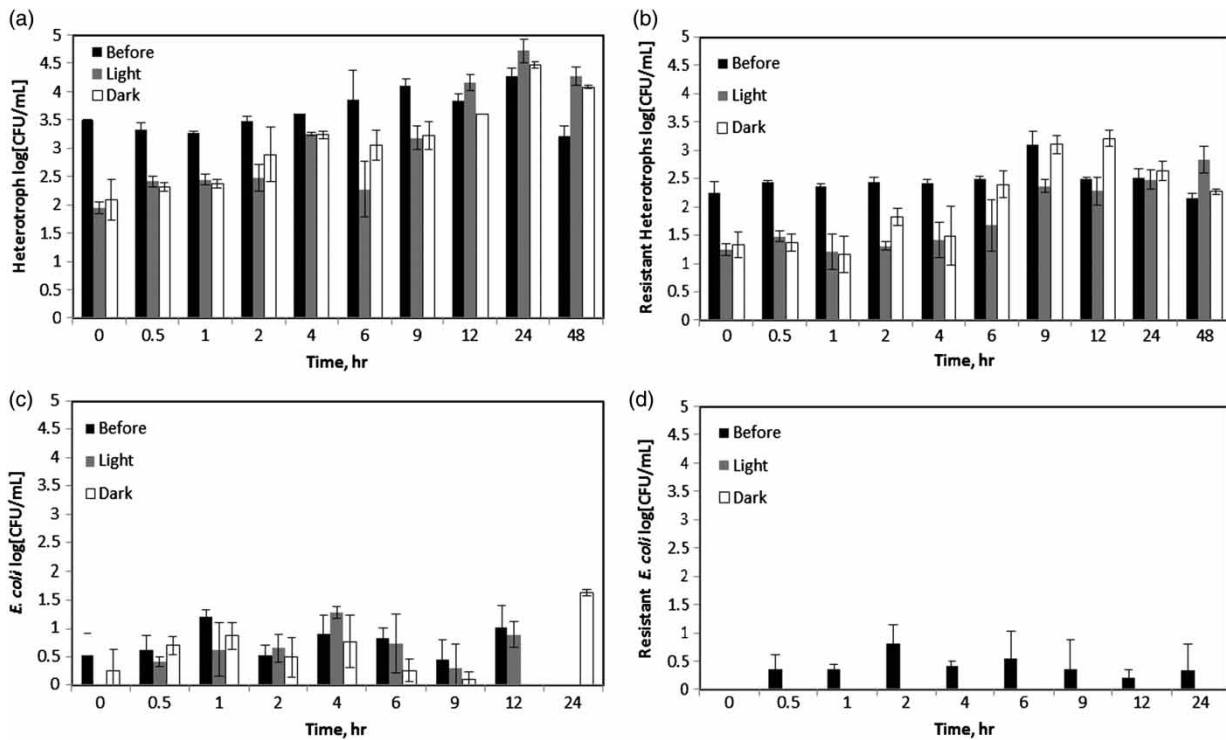 (a)
Heterotroph log[CFU/mL]
5
4.5
4
3.5
3
2.5
2
1.5
1
0.5
0
Before
Light
Dark
0 0.5 1 2 4 6 9 12 24 48
Time, hr
(b)
Resistant Heterotrophs log[CFU/mL]
5
4.5
4
3.5
3
2.5
2
1.5
1
0.5
0
Before
Light
Dark
0 0.5 1 2 4 6 9 12 24 48
Time, hr
(c)
E. coli log[CFU/mL]
5
4.5
4
3.5
3
2.5
2
1.5
1
0.5
0
Before
Light
Dark
0 0.5 1 2 4 6 9 12 24
Time, hr
(d)
Resistant E. coli log[CFU/mL]
5
4.5
4
3.5
3
2.5
2
1.5
1
0.5
0
Before
Light
Dark
0 0.5 1 2 4 6 9 12 24
Time, hr